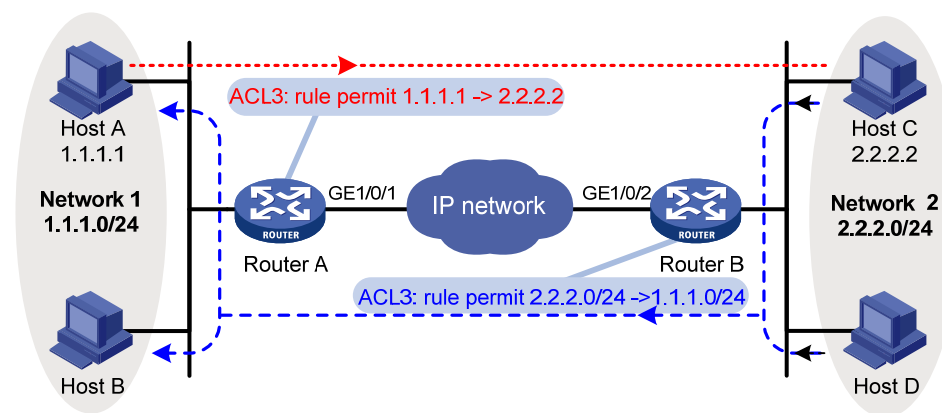 ACL3: rule permit 1.1.1.1 -> 2.2.2.2
Host A
1.1.1.1
Host C
2.2.2.2
Network 1
1.1.1.0/24
GE1/0/1
IP network
GE1/0/2
Network 2
2.2.2.0/24
ROUTER
ROUTER
Router A
Router B
ACL3: rule permit 2.2.2.0/24 ->1.1.1.0/24
Host B
Host D